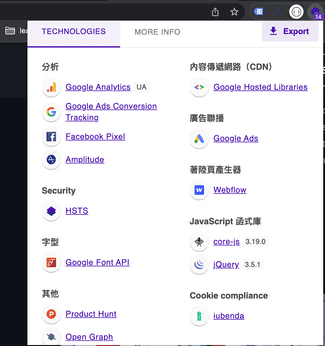 lea
14
TECHNOLOGIES
MORE INFO
Export
分析
Google Analytics UA
Google Ads Conversion
Tracking
Facebook Pixel
Amplitude
Security
HSTS
字型
Google Font API
其他
Product Hunt
Open Graph
內容傳遞網路（CDN）
Google Hosted Libraries
廣告聯播
Google Ads
著陸頁產生器
Webflow
JavaScript 函式庫
core-js 3.19.0
jQuery 3.5.1
Cookie compliance
iubenda